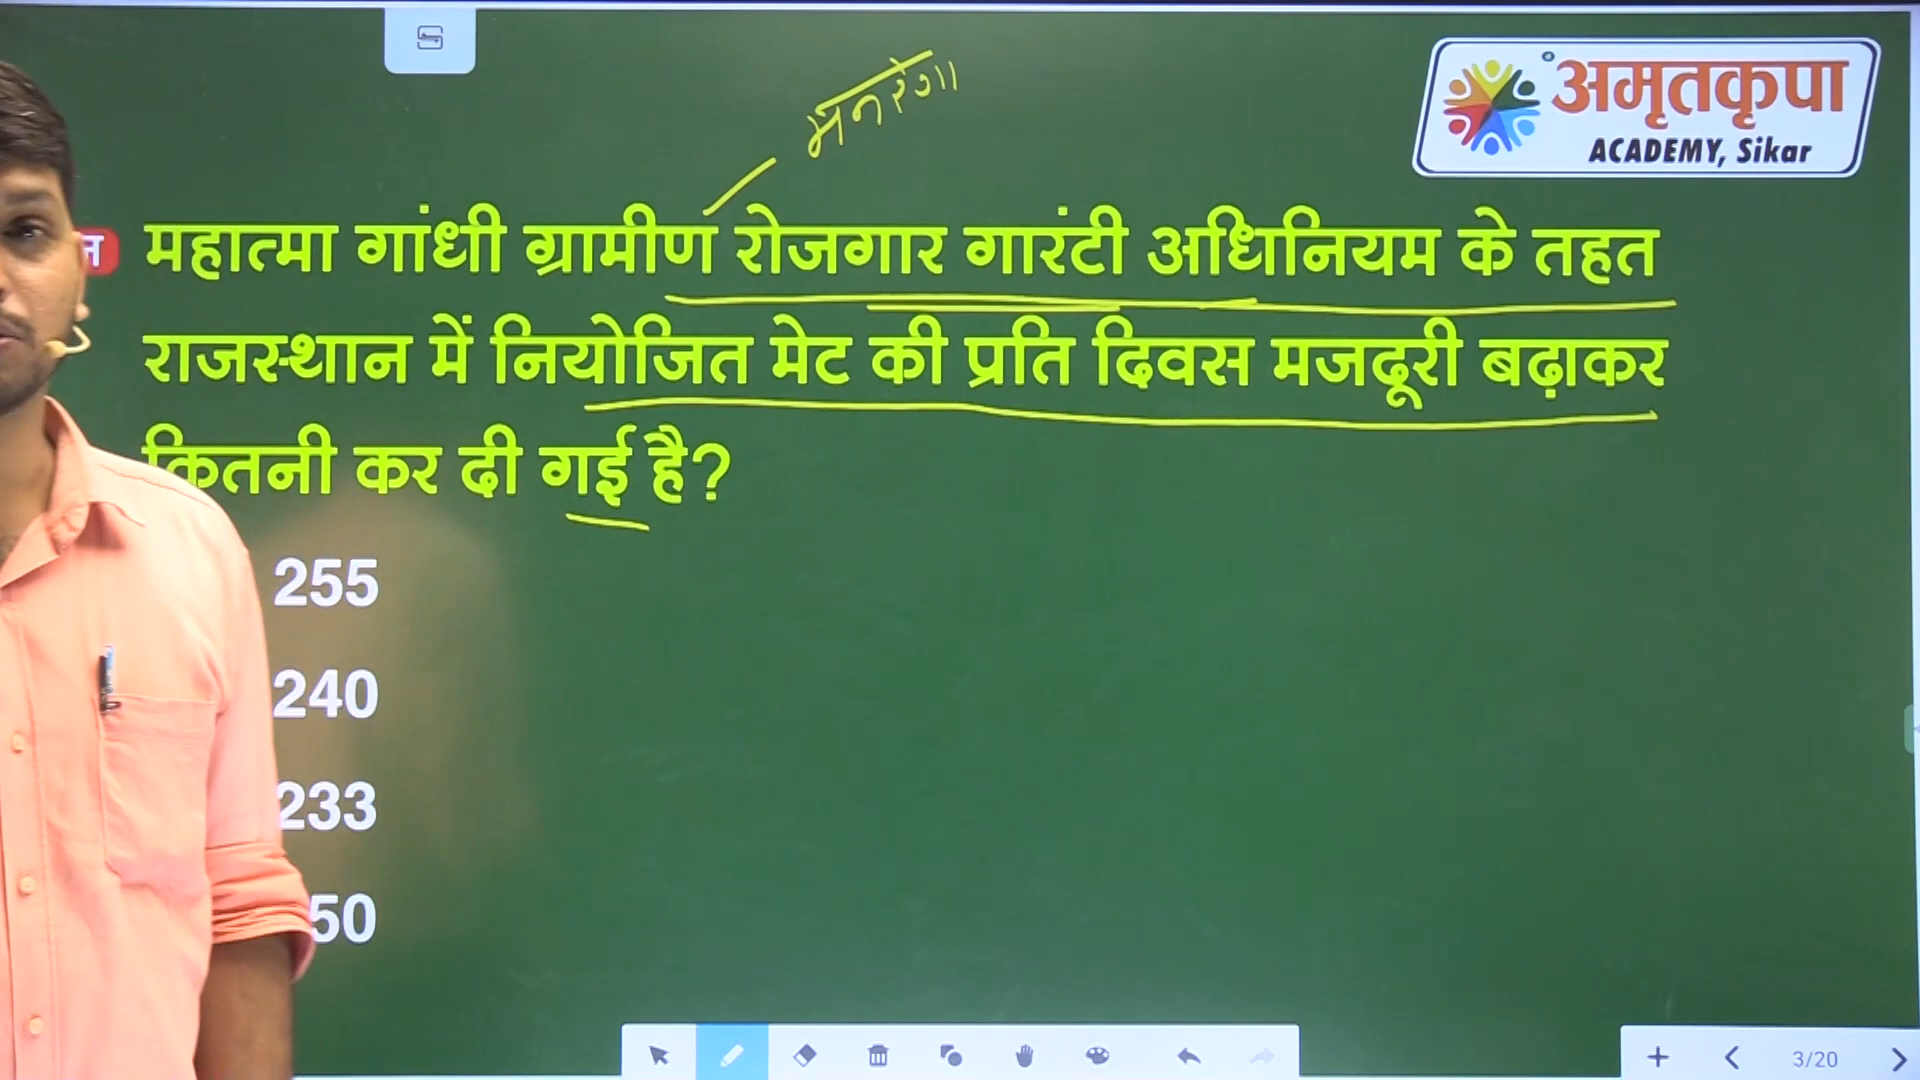 मनरेगा
अमृतकृपा
ACADEMY, Sikar
महात्मा गांधी ग्रामीण रोजगार गारंटी अधिनियम के तहत
राजस्थान में नियोजित मेट की प्रति दिवस मजदूरी बढ़ाकर
कितनी कर दी गई है?
255
240
233
50
3/20